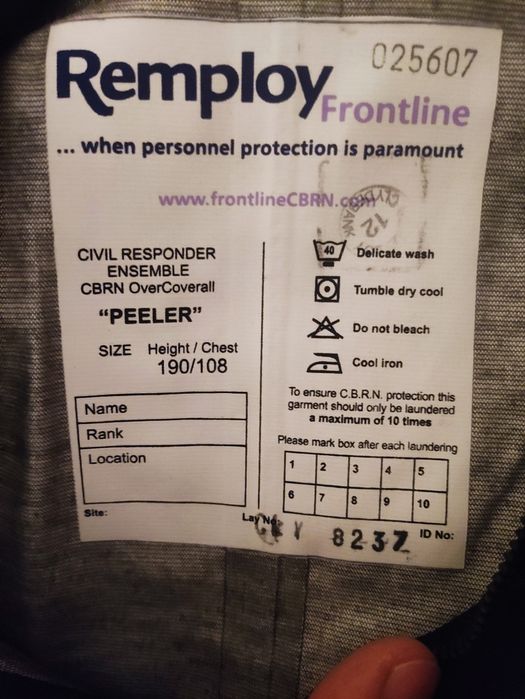 025607
Remploy
Frontline
... when personnel protection is paramount
www.frontlineCBRN.com
CLYDEBANK
12
CIVIL RESPONDER
ENSEMBLE
CBRN OverCoverall
“PEELER”
SIZE Height / Chest
190/108
Name
Rank
Location
Site:
40 Delicate wash
Tumble dry cool
Do not bleach
Cool iron
To ensure C.B.R.N. protection this
garment should only be laundered
a maximum of 10 times
Please mark box after each laundering
1 2 3 4 5
6 7 8 9 10
Lay No:
8237
ID No: